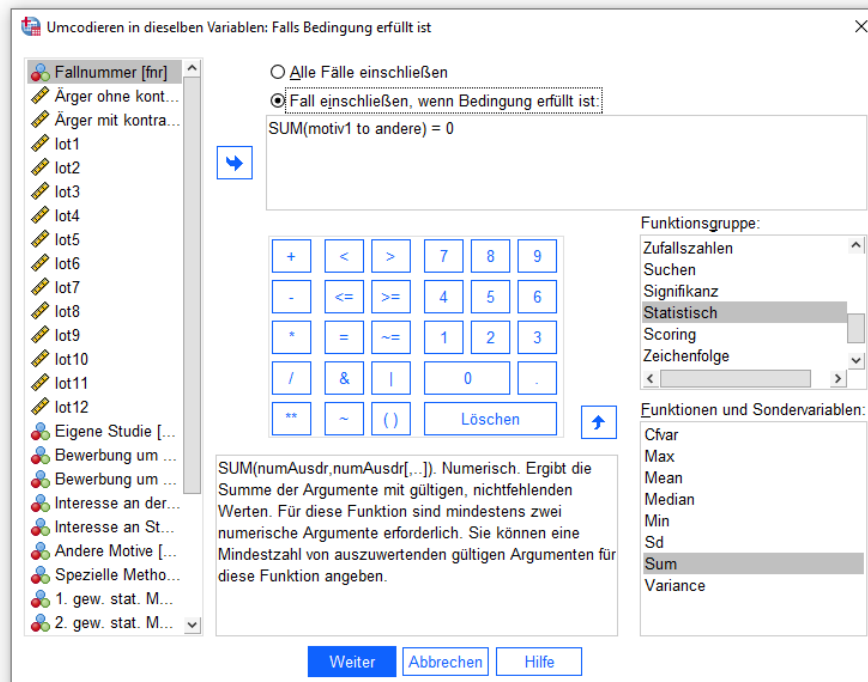 Umcodieren in dieselben Variablen: Falls Bedingung erfüllt ist
Fallnummer [fnr]
Ärger ohne kont...
Ärger mit kontra...
lot1
lot2
lot3
lot4
lot5
lot6
lot7
lot8
lot9
lot10
lot11
lot12
Eigene Studie [...
Bewerbung um ...
Bewerbung um ...
Interesse an der...
Interesse an St...
Andere Motive [...
Spezielle Metho...
1. gew. stat. M...
2. gew. stat. M...
Alle Fälle einschließen
Fall einschließen, wenn Bedingung erfüllt ist:
SUM(motiv1 to andere) = 0
+ < > 7 8 9
- <= >= 4 5 6
* = ~= 1 2 3
/ & | 0 .
** ~ ( ) Löschen
Funktionsgruppe:
Zufallszahlen
Suchen
Signifikanz
Statistisch
Scoring
Zeichenfolge
Funktionen und Sondervariablen:
Cfvar
Max
Mean
Median
Min
Sd
Sum
Variance
SUM(numAusdr,numAusdr[,..]). Numerisch. Ergibt die
Summe der Argumente mit gültigen, nichtfehlenden
Werten. Für diese Funktion sind mindestens zwei
numerische Argumente erforderlich. Sie können eine
Mindestzahl von auszuwertenden gültigen Argumenten für
diese Funktion angeben.
Weiter Abbrechen Hilfe